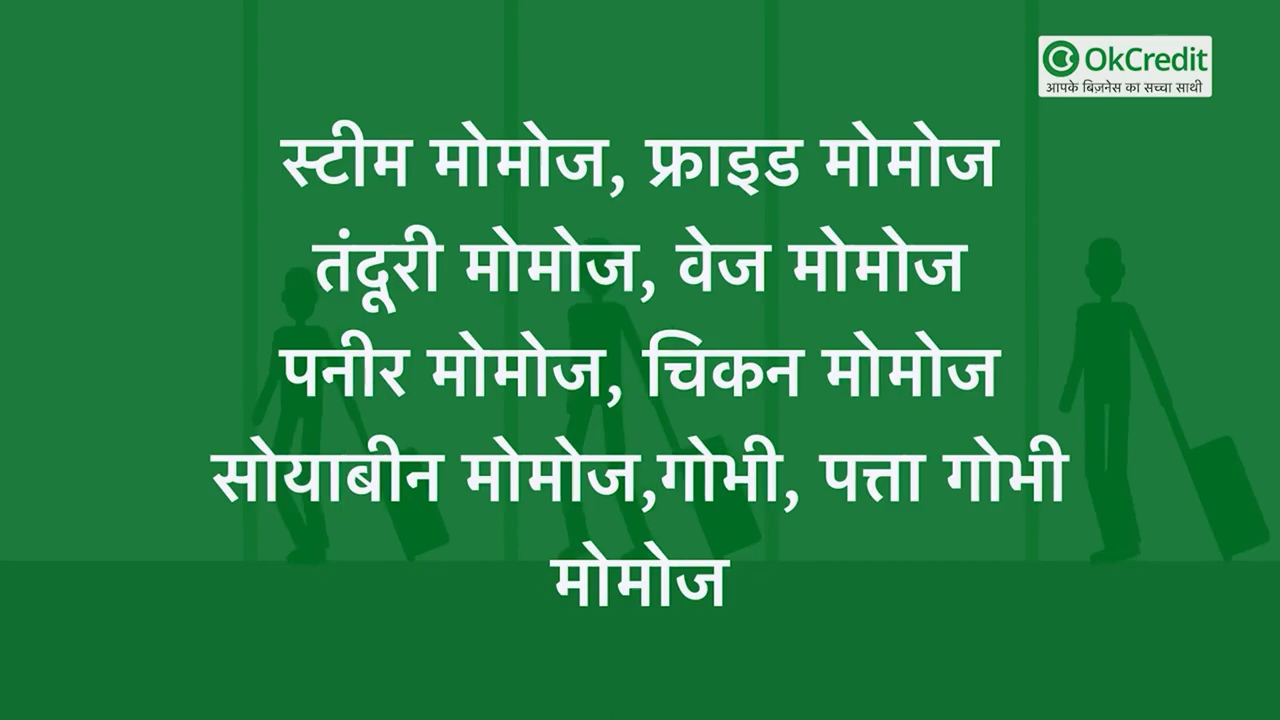 OkCredit
आपके बिज़नेस का सच्चा साथी
स्टीम मोमोज, फ्राइड मोमोज
तंदूरी मोमोज, वेज मोमोज
पनीर मोमोज, चिकन मोमोज
सोयाबीन मोमोज,गोभी, पत्ता गोभी
मोमोज